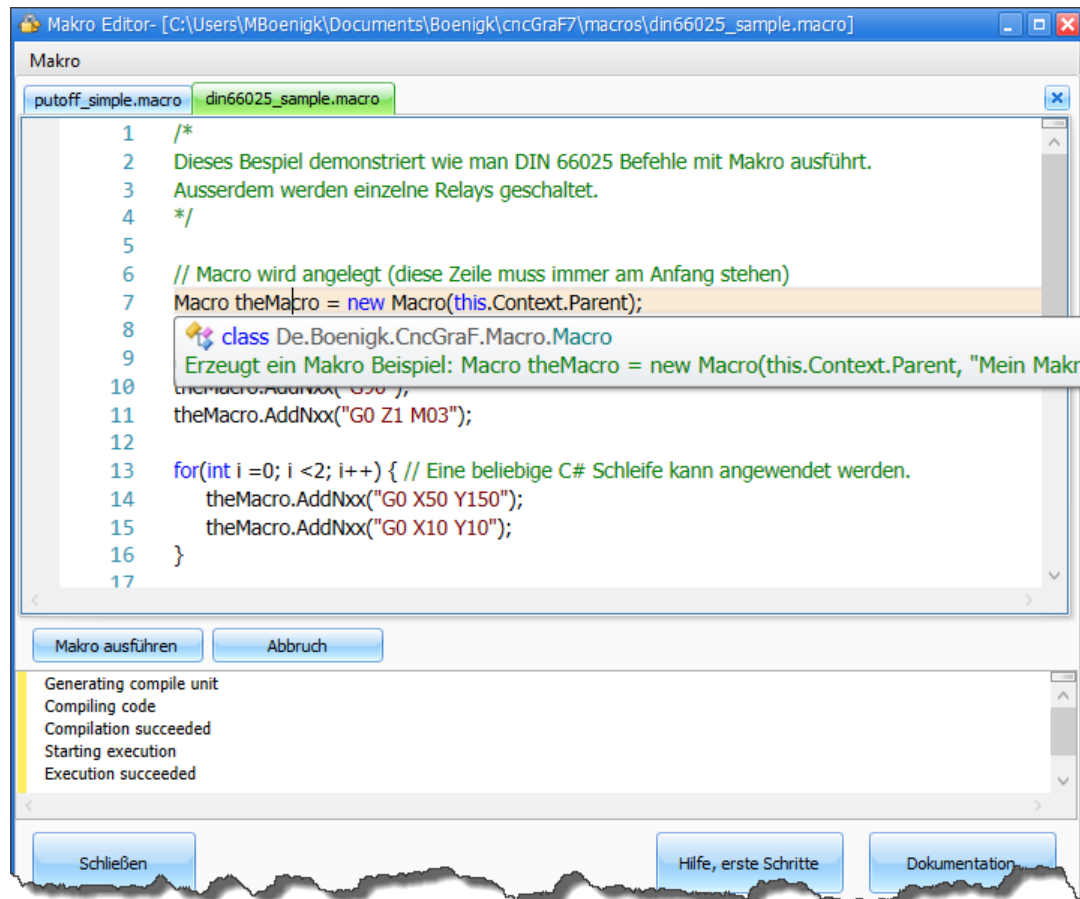 Makro Editor- [C:\Users\MBoenigk\Documents\Boenigk\cncGraF7\macros\din66025_sample.macro]
Makro
putoff_simple.macro din66025_sample.macro
1 /*
2 Dieses Bespiel demonstriert wie man DIN 66025 Befehle mit Makro ausführt.
3 Ausserdem werden einzelne Relays geschaltet.
4 */
5
6 // Macro wird angelegt (diese Zeile muss immer am Anfang stehen)
7 Macro theMacro = new Macro(this.Context.Parent);
8 class De.Boenigk.CncGraF.Macro.Macro
9 Erzeugt ein Makro Beispiel: Macro theMacro = new Macro(this.Context.Parent, "Mein Makr
10 theMacro.AddNxx("G90");
11 theMacro.AddNxx("G0 Z1 M03");
12
13 for(int i =0; i <2; i++) { // Eine beliebige C# Schleife kann angewendet werden.
14 theMacro.AddNxx("G0 X50 Y150");
15 theMacro.AddNxx("G0 X10 Y10");
16 }
17
Makro ausführen Abbruch
Generating compile unit
Compiling code
Compilation succeeded
Starting execution
Execution succeeded
Schließen Hilfe, erste Schritte Dokumentation